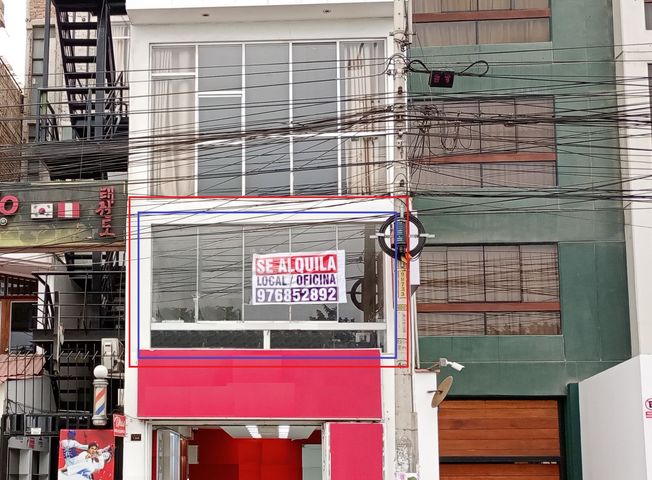 태권도
SE ALQUILA
LOCAL / OFICINA
976852892